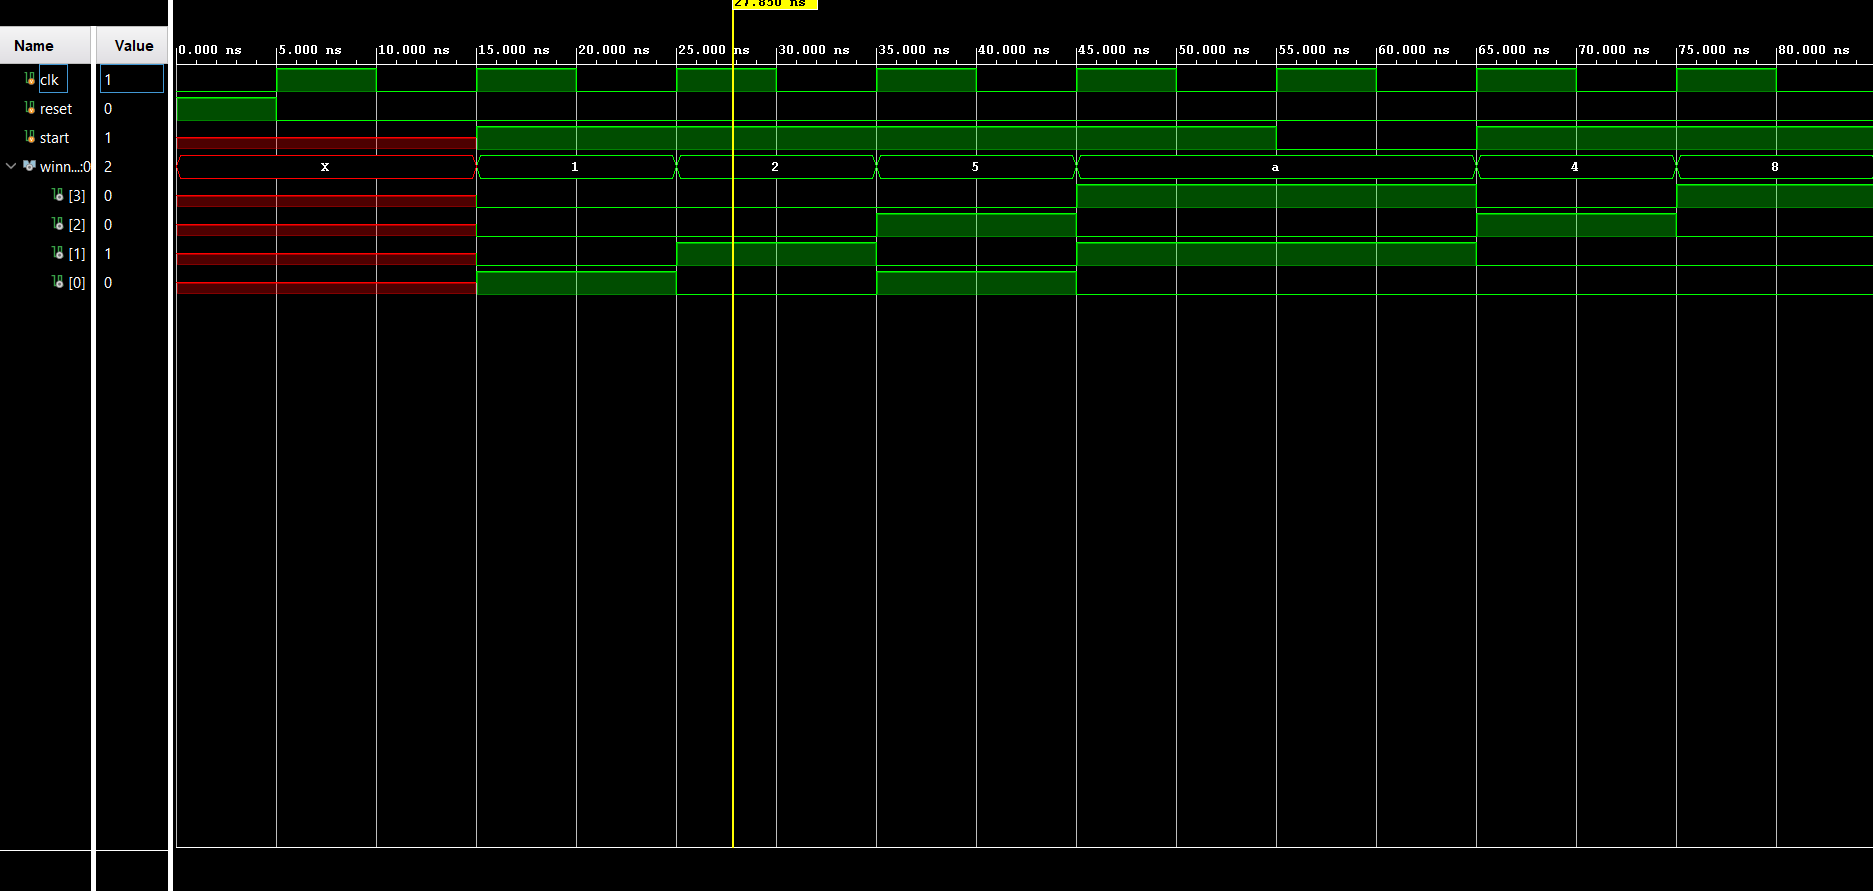 27.850 ns
Name Value
0.000 ns 5.000 ns 10.000 ns 15.000 ns 20.000 ns 25.000 ns 30.000 ns 35.000 ns 40.000 ns 45.000 ns 50.000 ns 55.000 ns 60.000 ns 65.000 ns 70.000 ns 75.000 ns 80.000 ns
clk 1
reset 0
start 1
winn...:0 2 X 1 2 5 a 4 8
[3] 0
[2] 0
[1] 1
[0] 0